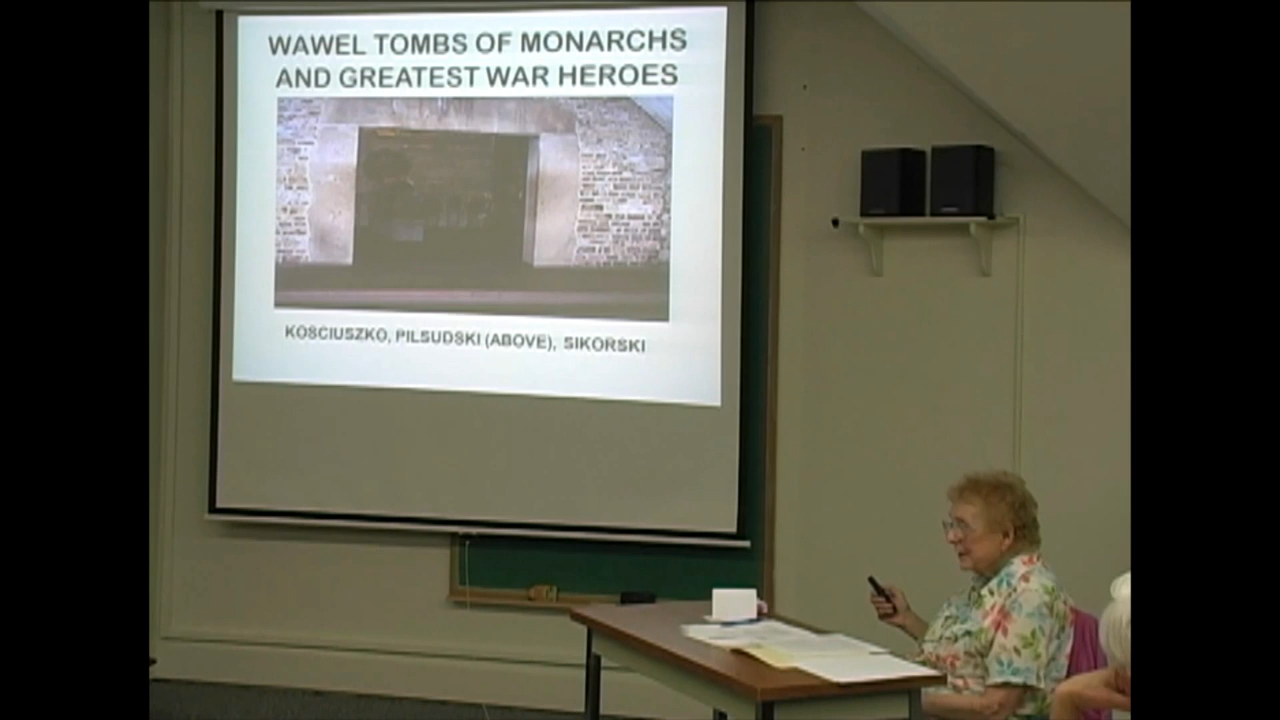 WAWEL TOMBS OF MONARCHS
AND GREATEST WAR HEROES
KOSCIUSZKO, PILSUDSKI (ABOVE), SIKORSKI